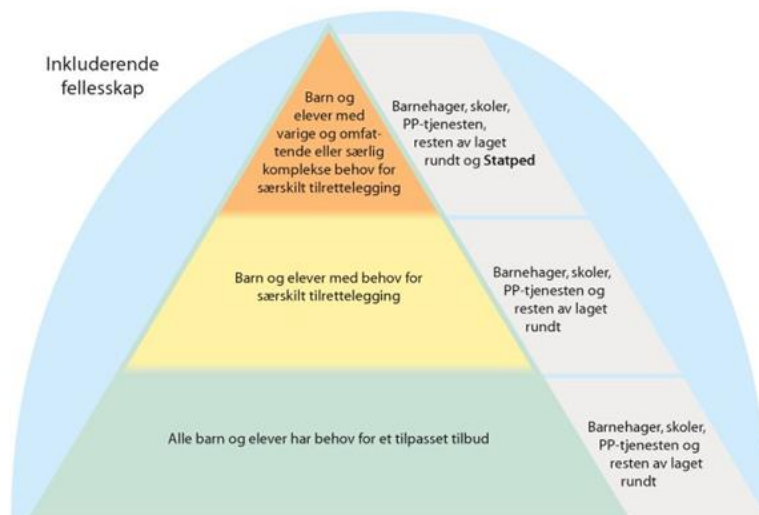 Inkluderende
fellesskap
Barn og
elever med
varige og omfat-
tende eller særlig
komplekse behov for
særskilt tilrettelegging
Barnehager, skoler,
PP-tjenesten,
resten av laget
rundt og Statped
Barn og elever med behov for
særskilt tilrettelegging
Barnehager, skoler,
PP-tjenesten og
resten av laget
rundt
Alle barn og elever har behov for et tilpasset tilbud
Barnehager, skoler,
PP-tjenesten og
resten av laget
rundt